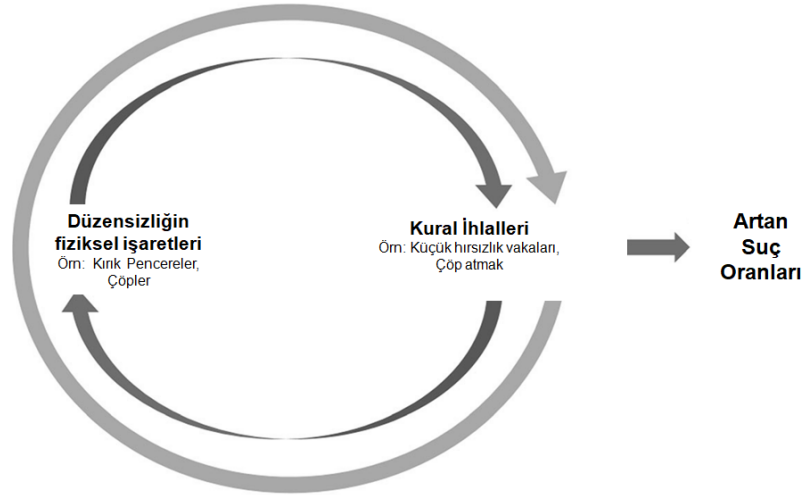 Düzensizliğin
fiziksel işaretleri
Örn: Kırık Pencereler,
Çöpler
Kural İhlalleri
Örn: Küçük hırsızlık vakaları,
Çöp atmak
Artan
Suç
Oranları